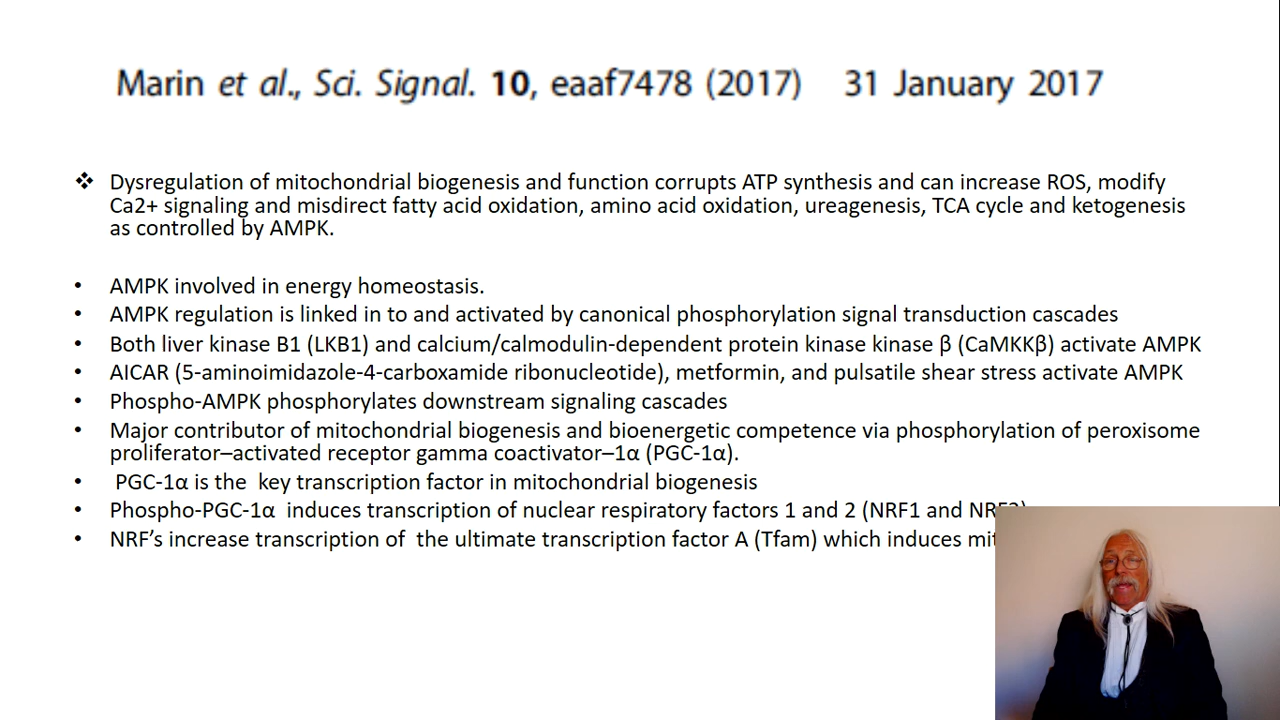 Marin et al., Sci. Signal. 10, eaaf7478 (2017) 31 January 2017
❖ Dysregulation of mitochondrial biogenesis and function corrupts ATP synthesis and can increase ROS, modify
Ca2+ signaling and misdirect fatty acid oxidation, amino acid oxidation, ureagenesis, TCA cycle and ketogenesis
as controlled by AMPK.
• AMPK involved in energy homeostasis.
• AMPK regulation is linked in to and activated by canonical phosphorylation signal transduction cascades
• Both liver kinase B1 (LKB1) and calcium/calmodulin-dependent protein kinase kinase β (CaMKKβ) activate AMPK
• AICAR (5-aminoimidazole-4-carboxamide ribonucleotide), metformin, and pulsatile shear stress activate AMPK
• Phospho-AMPK phosphorylates downstream signaling cascades
• Major contributor of mitochondrial biogenesis and bioenergetic competence via phosphorylation of peroxisome
proliferator–activated receptor gamma coactivator–1α (PGC-1α).
• PGC-1α is the key transcription factor in mitochondrial biogenesis
• Phospho-PGC-1α induces transcription of nuclear respiratory factors 1 and 2 (NRF1 and NRF2)
• NRF's increase transcription of the ultimate transcription factor A (Tfam) which induces